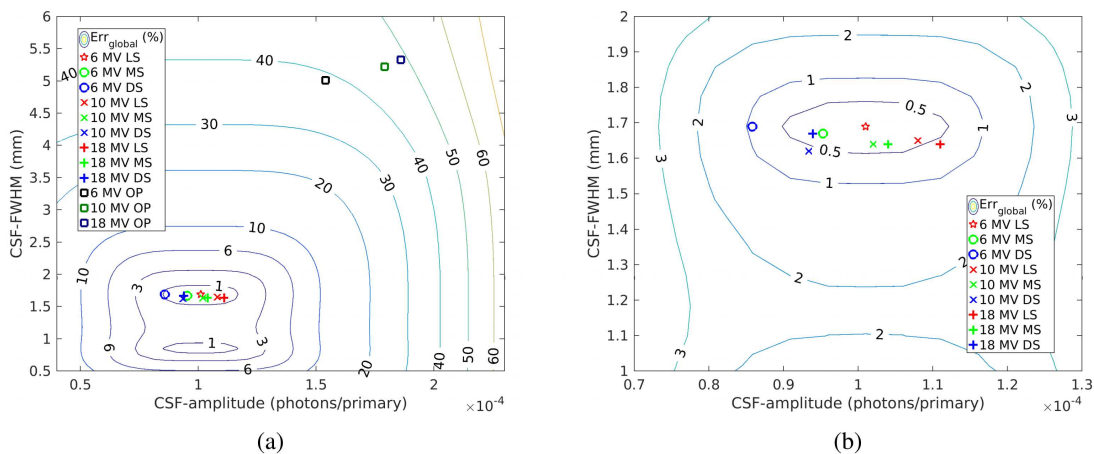 6
5.5
5
4.5
4
3.5
3
2.5
2
1.5
1
0.5
CSF-FWHM (mm)
Err global (%)
6 MV LS
6 MV MS
6 MV DS
10 MV LS
10 MV MS
10 MV DS
18 MV LS
18 MV MS
18 MV DS
6 MV OP
10 MV OP
18 MV OP
40
40
30
20
10
6
3
1
10
6
1
3
6
20
30
40
50
60
40
50
60
0.5
1
1.5
2
CSF-amplitude (photons/primary)
×10⁻⁴
(a)
2
1.9
1.8
1.7
1.6
1.5
1.4
1.3
1.2
1.1
1
CSF-FWHM (mm)
2
2
3
1
2
0.5
1
0.5
1
3
2
2
2
3
Err global (%)
6 MV LS
6 MV MS
6 MV DS
10 MV LS
10 MV MS
10 MV DS
18 MV LS
18 MV MS
18 MV DS
0.7
0.8
0.9
1
1.1
1.2
1.3
CSF-amplitude (photons/primary)
×10⁻⁴
(b)